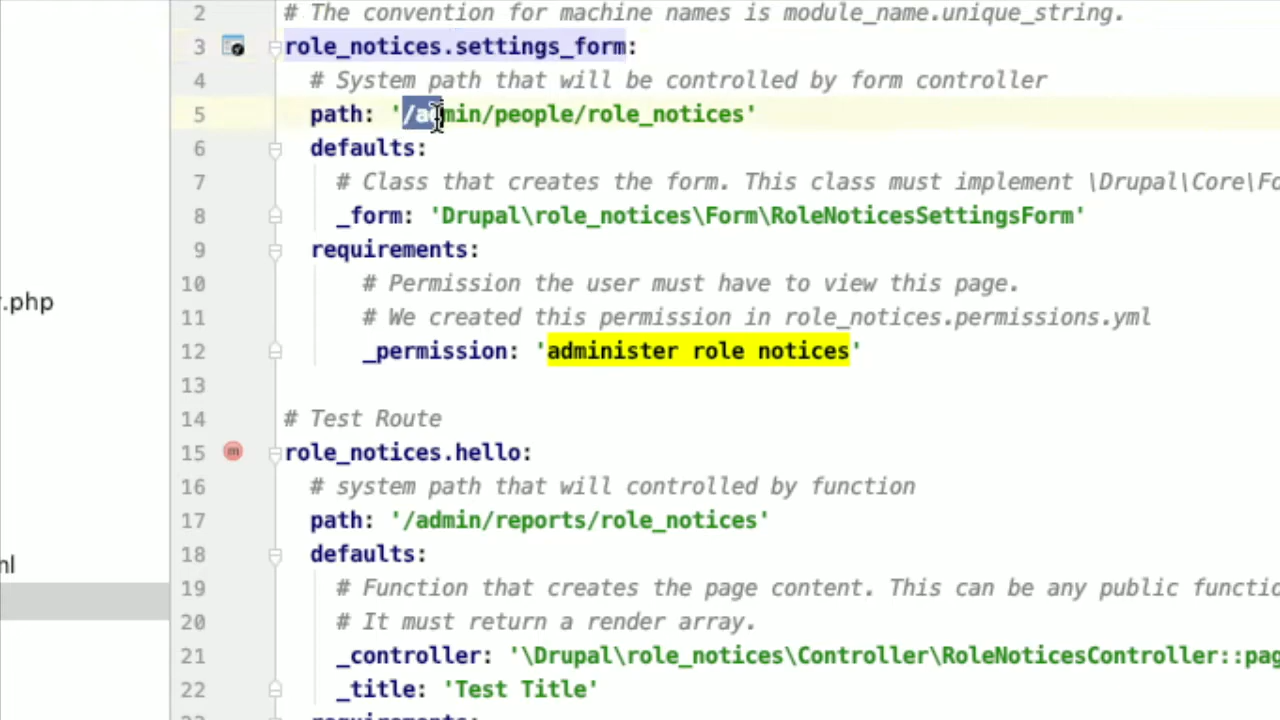 2 # The convention for machine names is module_name.unique_string.
3 role_notices.settings_form:
4 # System path that will be controlled by form controller
5 path: '/admin/people/role_notices'
6 defaults:
7 # Class that creates the form. This class must implement \Drupal\Core\Fo
8 _form: 'Drupal\role_notices\Form\RoleNoticesSettingsForm'
9 requirements:
10 # Permission the user must have to view this page.
.php
11 # We created this permission in role_notices.permissions.yml
12 _permission: 'administer role notices'
13
14 # Test Route
15 m role_notices.hello:
16 # system path that will controlled by function
17 path: '/admin/reports/role_notices'
18 defaults:
ml
19 # Function that creates the page content. This can be any public functio
20 # It must return a render array.
21 _controller: '\Drupal\role_notices\Controller\RoleNoticesController::pag
22 _title: 'Test Title'
23 requirements: